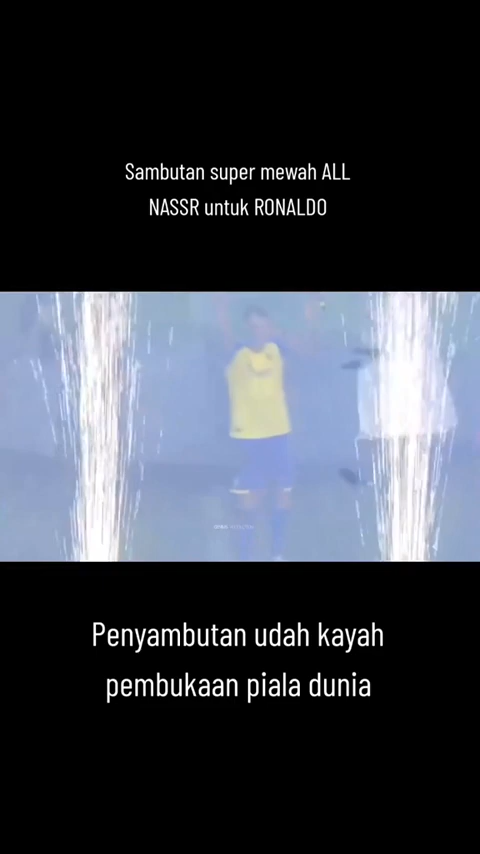 Sambutan super mewah ALL
NASSR untuk RONALDO
Penyambutan udah kayah
pembukaan piala dunia